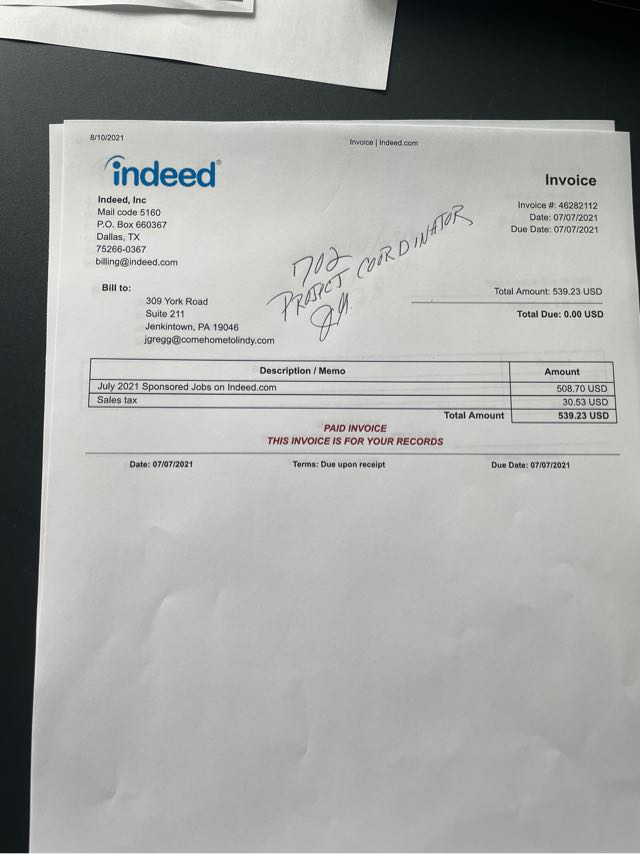 8/10/2021
Invoice | Indeed.com
indeed®
Invoice
Indeed, Inc
Mail code 5160
P.O. Box 660367
Dallas, TX
75266-0367
billing@indeed.com
Invoice #: 46282112
Date: 07/07/2021
Due Date: 07/07/2021
1702
PROJECT COORDINATOR
JG.
Bill to:
309 York Road
Suite 211
Jenkintown, PA 19046
jgregg@comehometolindy.com
Total Amount: 539.23 USD
Total Due: 0.00 USD
Description / Memo Amount
July 2021 Sponsored Jobs on Indeed.com 508.70 USD
Sales tax 30.53 USD
Total Amount 539.23 USD
PAID INVOICE
THIS INVOICE IS FOR YOUR RECORDS
Date: 07/07/2021 Terms: Due upon receipt Due Date: 07/07/2021